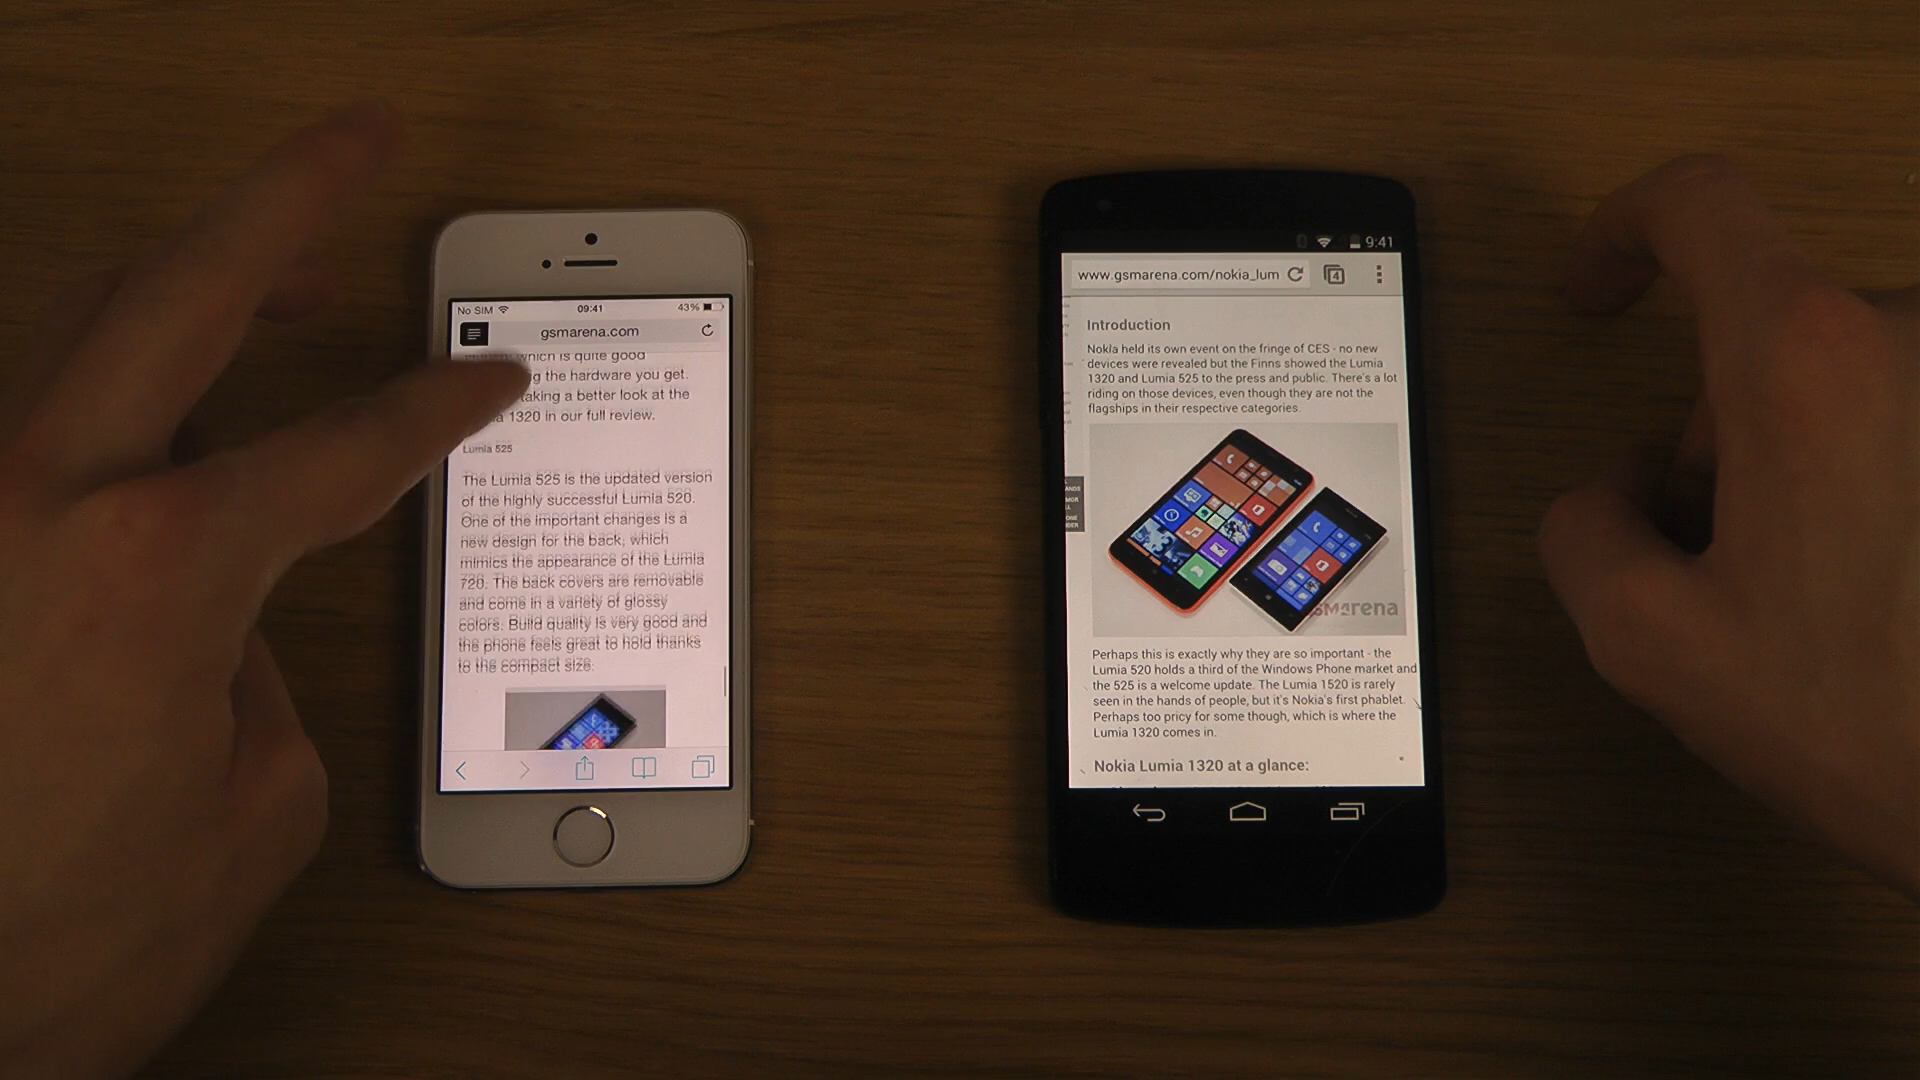 No SIM
09:41
43%
gsmarena.com
which is quite good
g the hardware you get.
taking a better look at the
a 1320 in our full review.
Lumia 525
The Lumia 525 is the updated version
of the highly successful Lumia 520.
One of the important changes is a
new design for the back, which
mimics the appearance of the Lumia
720. The back covers are removable
and come in a variety of glossy
colors. Build quality is very good and
the phone feels great to hold thanks
to the compact size.
9:41
www.gsmarena.com/nokia_lum
4
Introduction
Nokia held its own event on the fringe of CES - no new
devices were revealed but the Finns showed the Lumia
1320 and Lumia 525 to the press and public. There's a lot
riding on those devices, even though they are not the
flagships in their respective categories.
smarena
Perhaps this is exactly why they are so important - the
Lumia 520 holds a third of the Windows Phone market and
the 525 is a welcome update. The Lumia 1520 is rarely
seen in the hands of people, but it's Nokia's first phablet.
Perhaps too pricy for some though, which is where the
Lumia 1320 comes in.
Nokia Lumia 1320 at a glance: